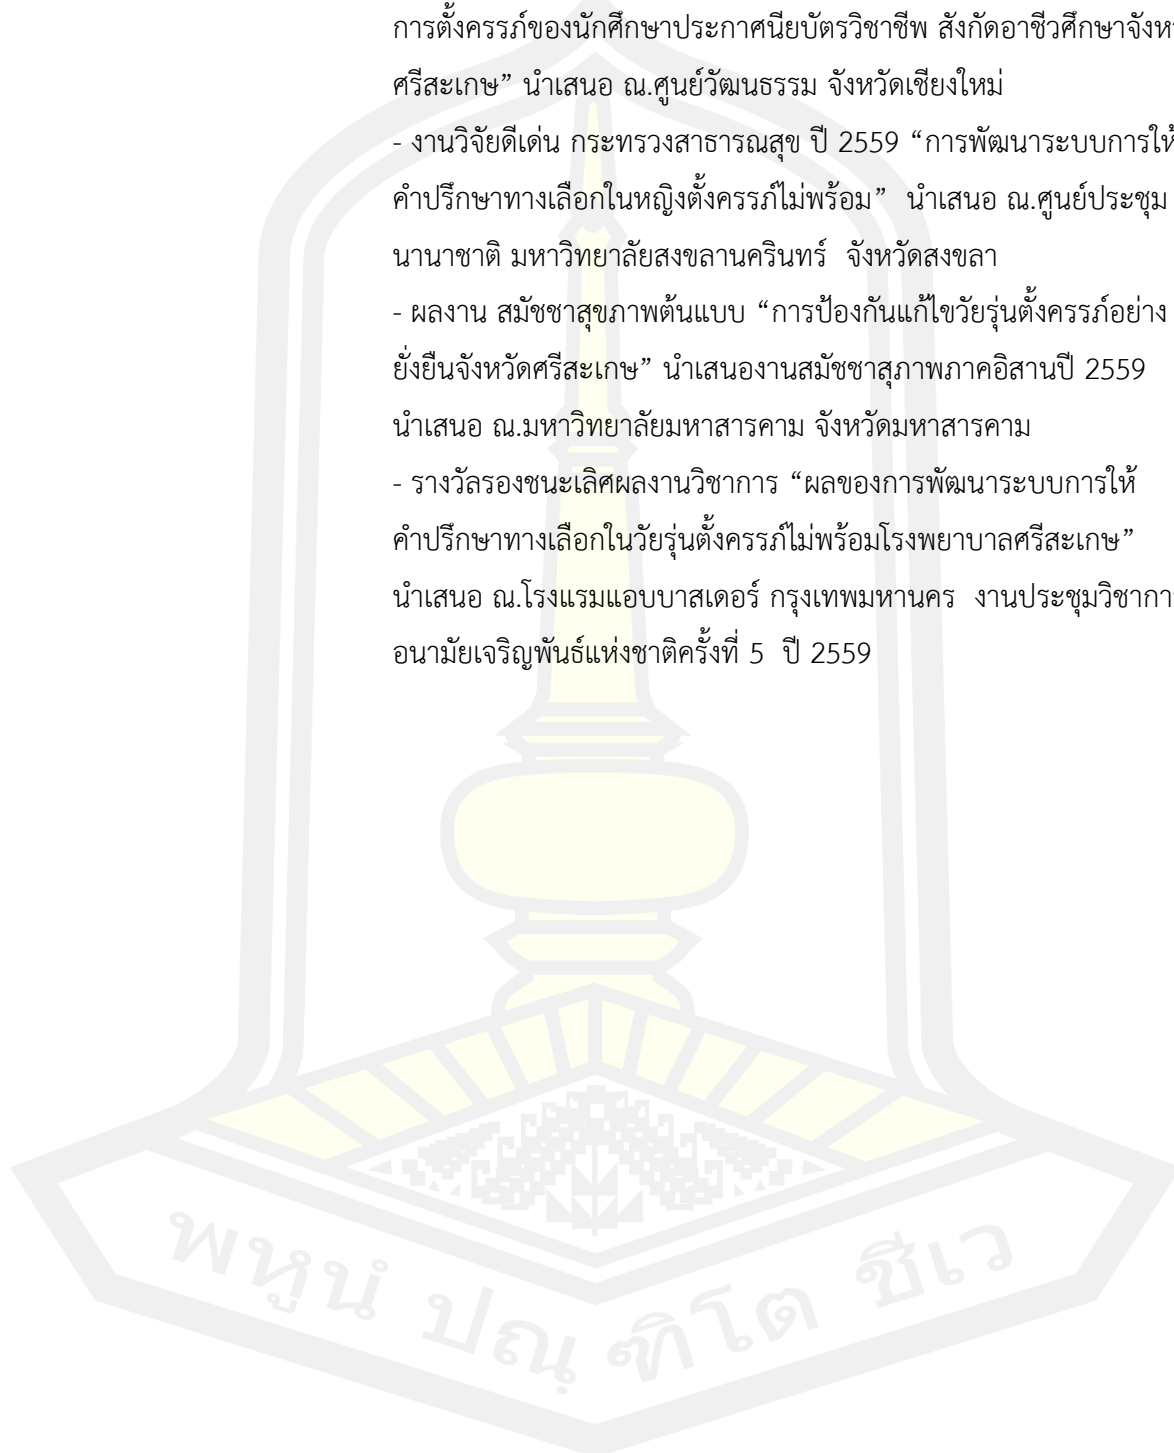 การตั้งครรภ์ของนักศึกษาประกาศนียบัตรวิชาชีพ สังกัดอาชีวศึกษาจังห
ศรีสะเกษ” นำเสนอ ณ.ศูนย์วัฒนธรรม จังหวัดเชียงใหม่
- งานวิจัยดีเด่น กระทรวงสาธารณสุข ปี 2559 “การพัฒนาระบบการให้
คำปรึกษาทางเลือกในหญิงตั้งครรภ์ไม่พร้อม”  นำเสนอ ณ.ศูนย์ประชุม
นานาชาติ มหาวิทยาลัยสงขลานครินทร์  จังหวัดสงขลา
- ผลงาน สมัชชาสุขภาพต้นแบบ “การป้องกันแก้ไขวัยรุ่นตั้งครรภ์อย่าง
ยั่งยืนจังหวัดศรีสะเกษ” นำเสนองานสมัชชาสุภาพภาคอิสานปี 2559
นำเสนอ ณ.มหาวิทยาลัยมหาสารคาม จังหวัดมหาสารคาม
- รางวัลรองชนะเลิศผลงานวิชาการ “ผลของการพัฒนาระบบการให้
คำปรึกษาทางเลือกในวัยรุ่นตั้งครรภ์ไม่พร้อมโรงพยาบาลศรีสะเกษ”
นำเสนอ ณ.โรงแรมแอบบาสเดอร์ กรุงเทพมหานคร  งานประชุมวิชากา
อนามัยเจริญพันธ์แห่งชาติครั้งที่ 5  ปี 2559
พหูนํ ปณฺฑิโต ชีเว